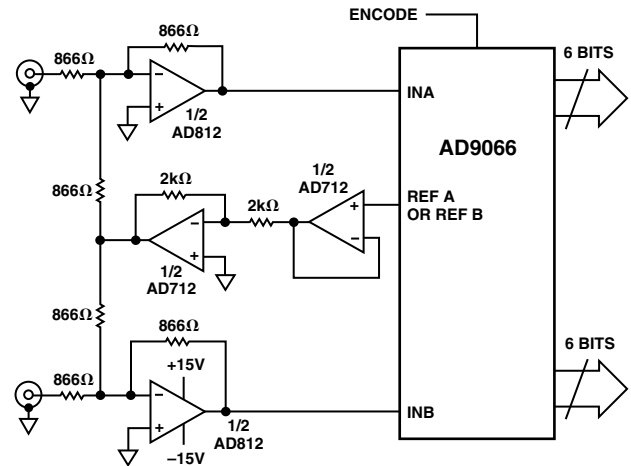 ENCODE
866Ω
866Ω
–
+
1/2
AD812
INA
6 BITS
AD9066
866Ω
2kΩ
–
+
1/2
AD712
2kΩ
1/2
AD712
+
–
REF A
OR REF B
866Ω
866Ω
866Ω
–
+
+15V
–15V
1/2
AD812
INB
6 BITS